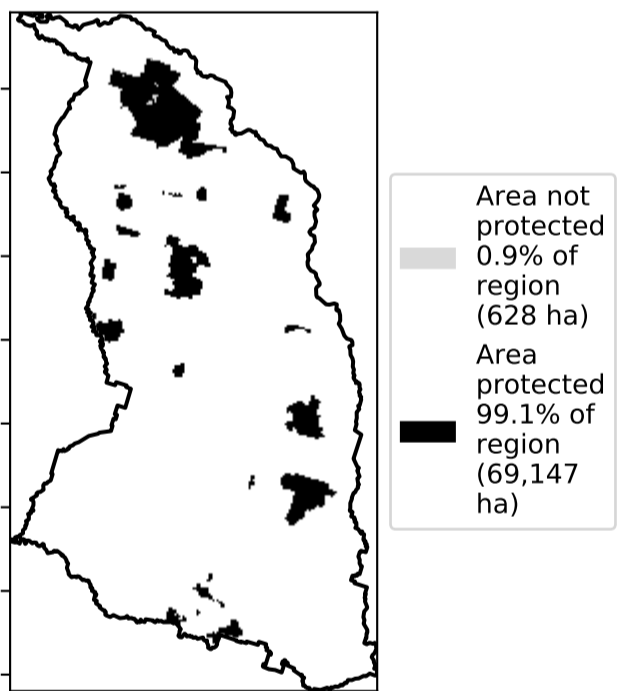 Area not
protected
0.9% of
region
(628 ha)
Area
protected
99.1% of
region
(69,147
ha)